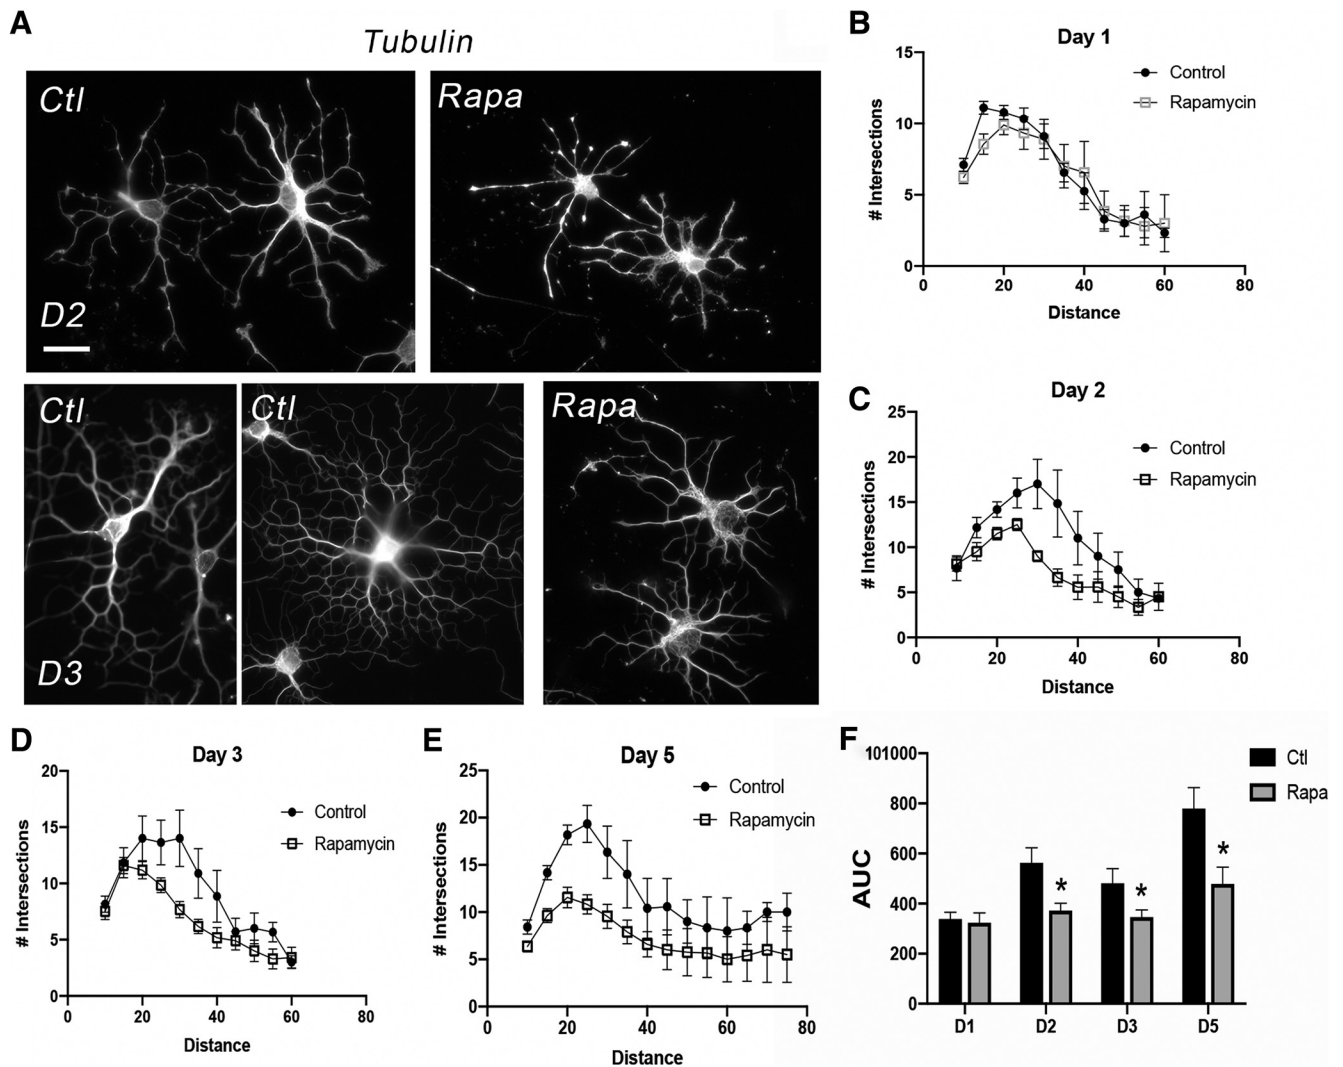 A
Tubulin
Ctl
Rapa
D2
Ctl
Ctl
Rapa
D3
B
Day 1
15
10
5
0
# Intersections
0 20 40 60 80
Distance
Control
Rapamycin
C
Day 2
25
20
15
10
5
0
# Intersections
0 20 40 60 80
Distance
Control
Rapamycin
D
Day 3
20
15
10
5
0
# Intersections
0 20 40 60 80
Distance
Control
Rapamycin
E
Day 5
25
20
15
10
5
0
# Intersections
0 20 40 60 80
Distance
Control
Rapamycin
F
101000
800
600
400
200
0
AUC
* * *
D1 D2 D3 D5
Ctl
Rapa